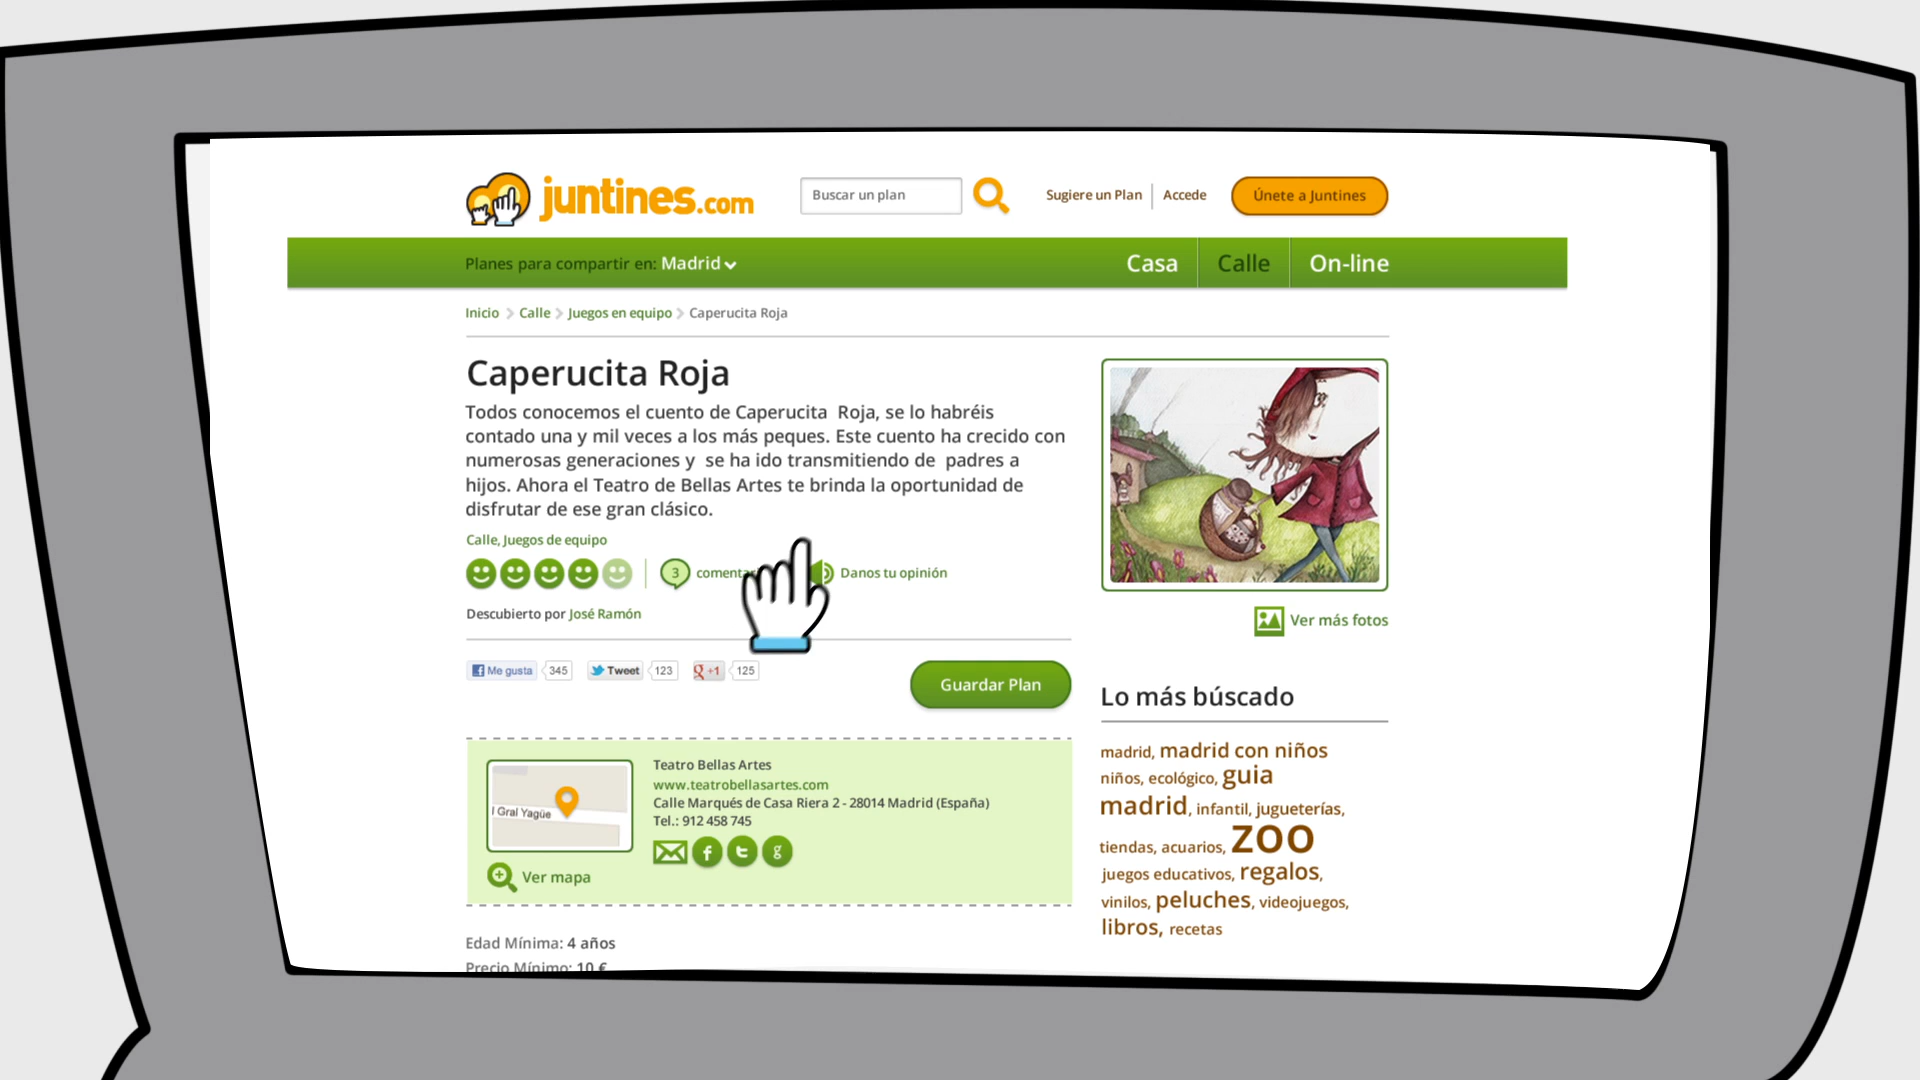 juntines.com
Buscar un plan
Sugiere un Plan
Accede
Únete a Juntines
Planes para compartir en: Madrid
Casa
Calle
On-line
Inicio
Calle
Juegos en equipo
Caperucita Roja
Caperucita Roja
Todos conocemos el cuento de Caperucita Roja, se lo habréis
contado una y mil veces a los más peques. Este cuento ha crecido con
numerosas generaciones y se ha ido transmitiendo de padres a
hijos. Ahora el Teatro de Bellas Artes te brinda la oportunidad de
disfrutar de ese gran clásico.
Calle, Juegos de equipo
3
Danos tu opinión
Descubierto por José Ramón
Me gusta 345
Tweet 123
g +1 125
Guardar Plan
Teatro Bellas Artes
www.teatrobellasartes.com
Calle Marqués de Casa Riera 2 - 28014 Madrid (España)
Tel.: 912 458 745
f t g
l Gral Yagüe
Ver mapa
Edad Mínima: 4 años
Precio Mínimo: 10 €
Ver más fotos
Lo más búscado
madrid, madrid con niños
niños, ecológico, guia
madrid, infantil, jugueterías,
tiendas, acuarios, ZOO
juegos educativos, regalos,
vinilos, peluches, videojuegos,
libros, recetas